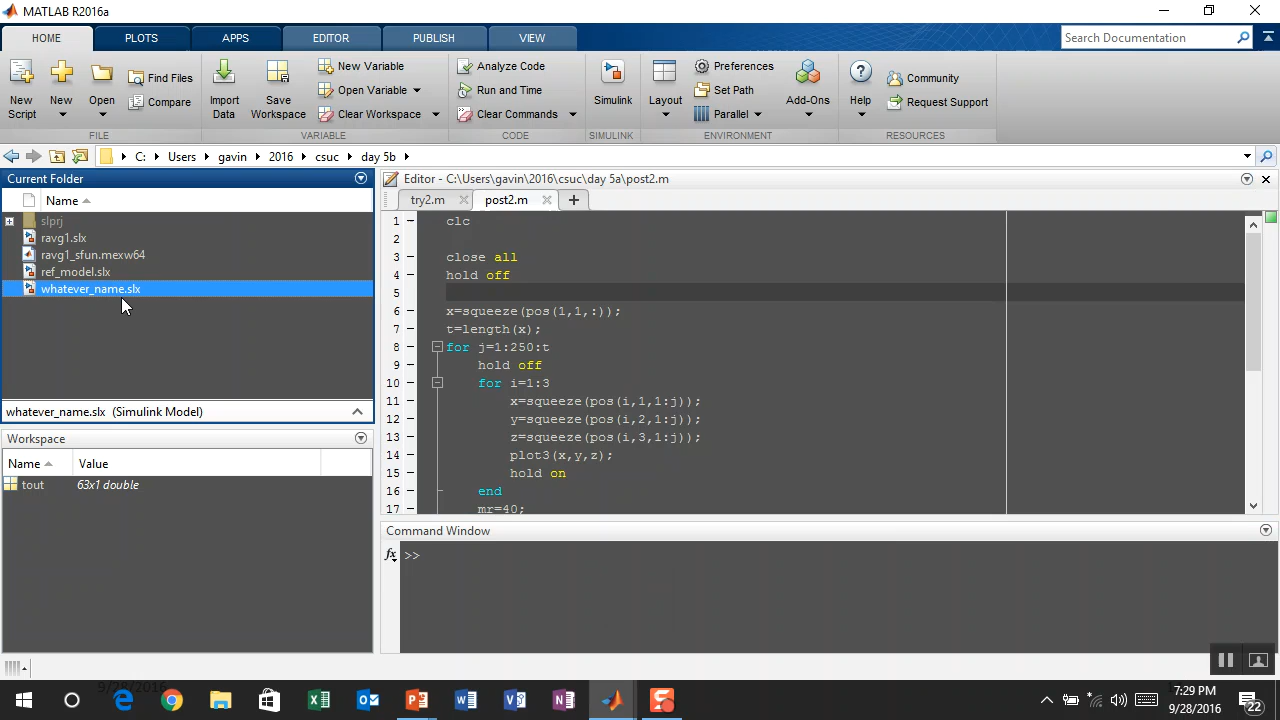 MATLAB R2016a
HOME PLOTS APPS EDITOR PUBLISH VIEW Search Documentation
New Script
New
Open
Find Files
Compare
FILE
Import Data
Save Workspace
New Variable
Open Variable
Clear Workspace
VARIABLE
Analyze Code
Run and Time
Clear Commands
CODE
Simulink
SIMULINK
Layout
Preferences
Set Path
Parallel
Add-Ons
ENVIRONMENT
Help
Community
Request Support
RESOURCES
C: Users gavin 2016 csuc day 5b
Current Folder
Name
slprj
ravg1.slx
ravg1_sfun.mexw64
ref_model.slx
whatever_name.slx
whatever_name.slx (Simulink Model)
Workspace
Name Value
tout 63x1 double
Editor - C:\Users\gavin\2016\csuc\day 5a\post2.m
try2.m post2.m
1 clc
2
3 close all
4 hold off
5
6 x=squeeze(pos(1,1,:));
7 t=length(x);
8 for j=1:250:t
9 hold off
10 for i=1:3
11 x=squeeze(pos(i,1,1:j));
12 y=squeeze(pos(i,2,1:j));
13 z=squeeze(pos(i,3,1:j));
14 plot3(x,y,z);
15 hold on
16 end
17 mr=40;
Command Window
fx >>
9/28/2016
7:29 PM
9/28/2016
22